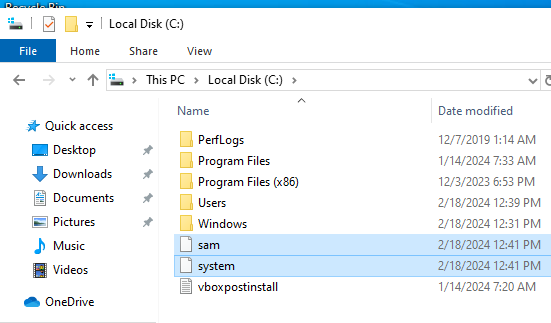 Recycle Bin
Local Disk (C:)
File Home Share View
This PC Local Disk (C:)
Name Date modified
Quick access
Desktop
Downloads
Documents
Pictures
Music
Videos
OneDrive
PerfLogs 12/7/2019 1:14 AM
Program Files 1/14/2024 7:33 AM
Program Files (x86) 12/3/2023 6:53 PM
Users 2/18/2024 12:39 PM
Windows 2/18/2024 12:31 PM
sam 2/18/2024 12:41 PM
system 2/18/2024 12:41 PM
vboxpostinstall 1/14/2024 7:20 AM